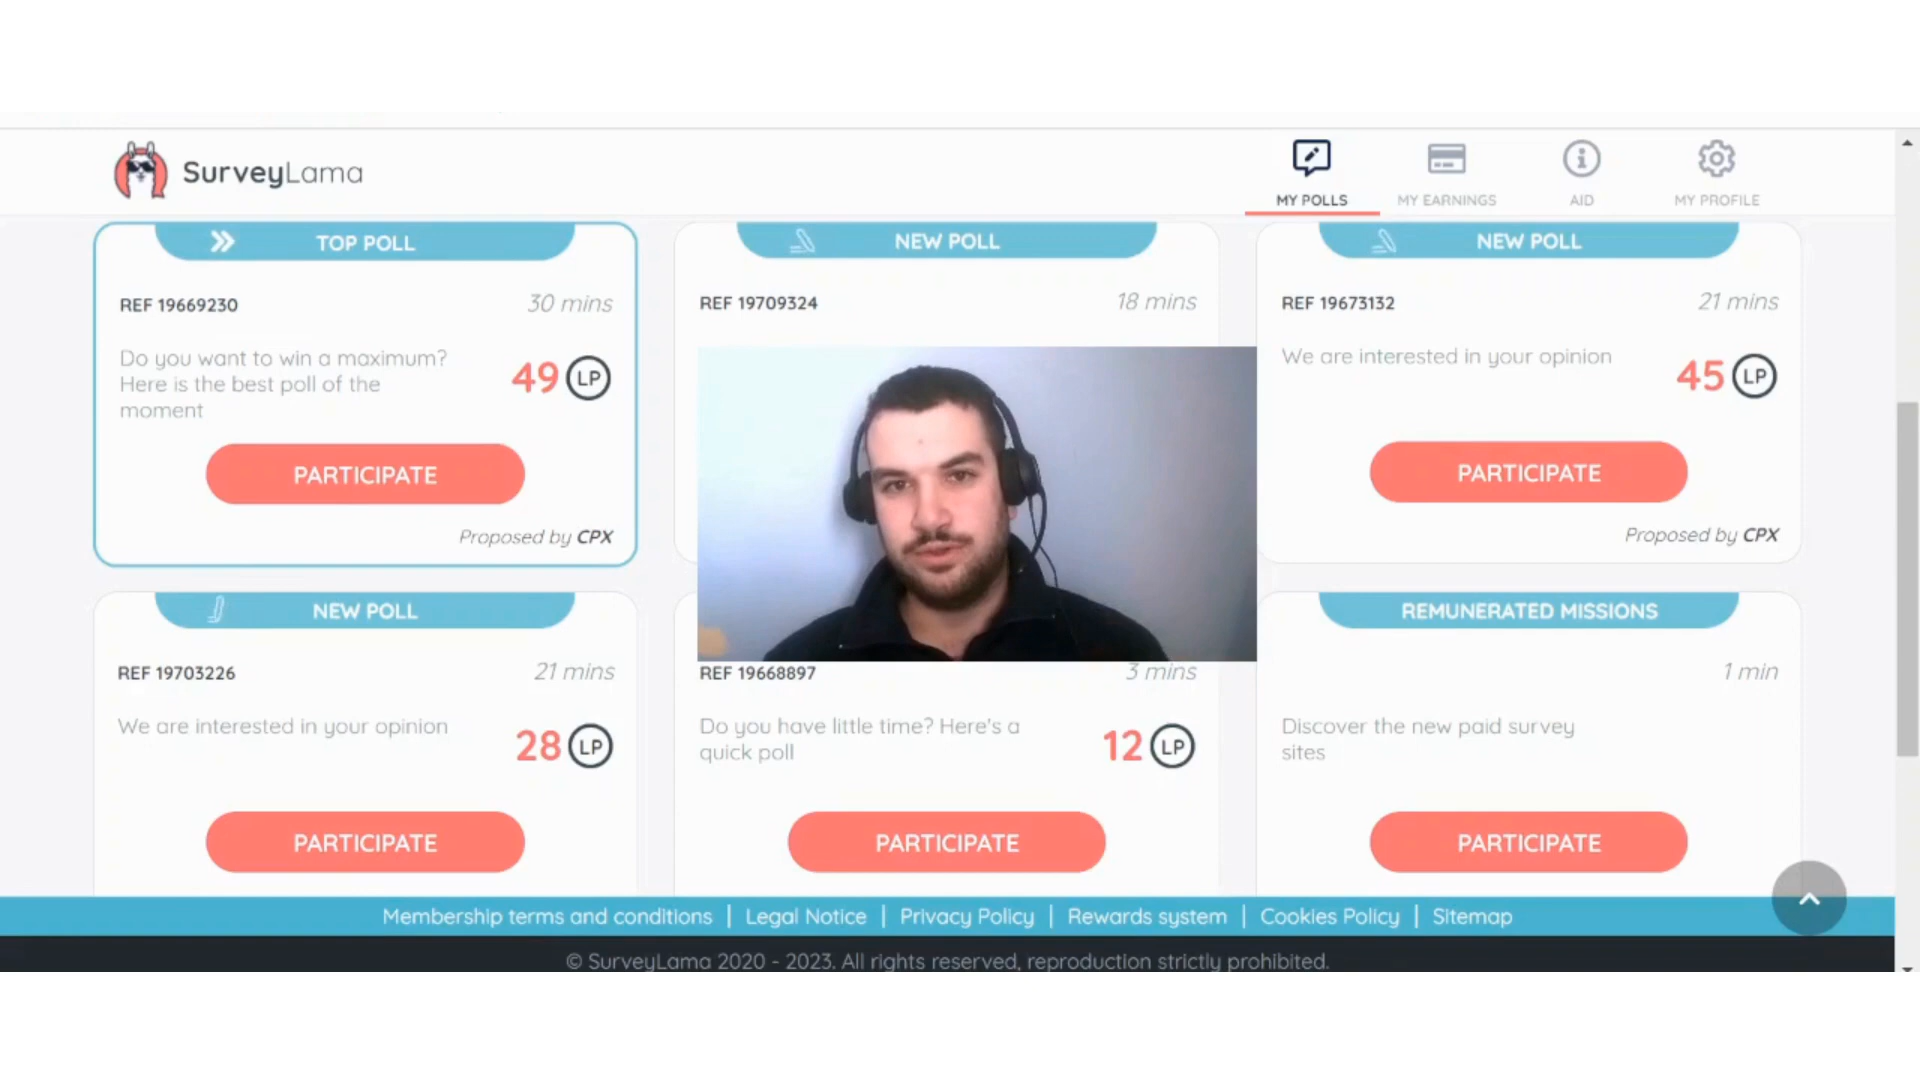 SurveyLama
MY POLLS
MY EARNINGS
AID
MY PROFILE
TOP POLL
REF 19669230
30 mins
Do you want to win a maximum?
Here is the best poll of the
moment
49 LP
PARTICIPATE
Proposed by CPX
NEW POLL
REF 19709324
18 mins
NEW POLL
REF 19673132
21 mins
We are interested in your opinion
45 LP
PARTICIPATE
Proposed by CPX
NEW POLL
REF 19703226
21 mins
We are interested in your opinion
28 LP
PARTICIPATE
REF 19668897
3 mins
Do you have little time? Here's a
quick poll
12 LP
PARTICIPATE
REMUNERATED MISSIONS
1 min
Discover the new paid survey
sites
PARTICIPATE
Membership terms and conditions | Legal Notice | Privacy Policy | Rewards system | Cookies Policy | Sitemap
© SurveyLama 2020 - 2023. All rights reserved, reproduction strictly prohibited.